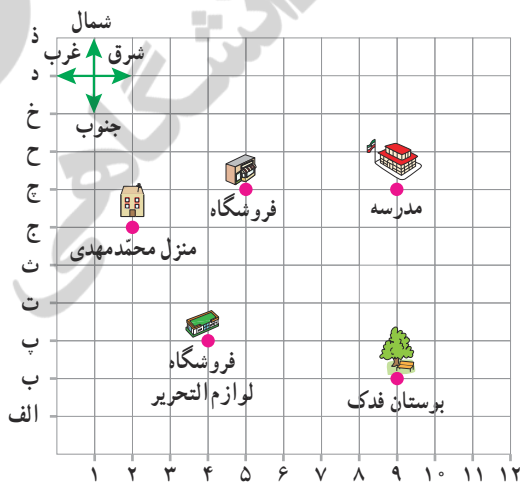 شمال
غرب شرق
جنوب
ذ
د
خ
ح
چ
ج
ث
ت
پ
ب
الف
مدرسه
فروشگاه
منزل محمّدمهدی
فروشگاه
لوازم التحریر
بوستان فدک
۱ ۲ ۳ ۴ ۵ ۶ ۷ ۸ ۹ ۱۰ ۱۱ ۱۲